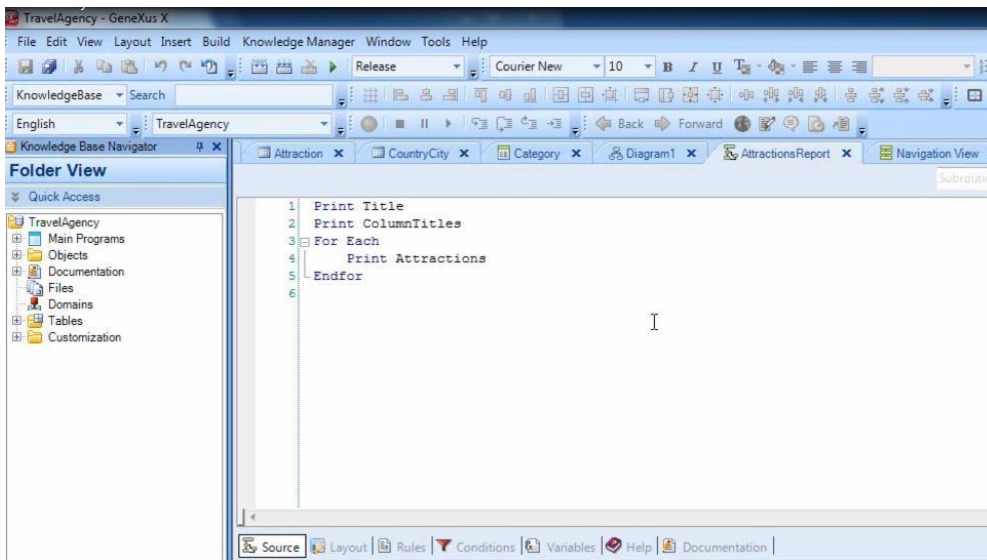 TravelAgency - GeneXus X
File Edit View Layout Insert Build Knowledge Manager Window Tools Help
Release Courier New 10 B I U
KnowledgeBase Search
English TravelAgency Back Forward
Knowledge Base Navigator
Attraction CountryCity Category Diagram1 AttractionsReport Navigation View
Folder View
Quick Access
TravelAgency
Main Programs
Objects
Documentation
Files
Domains
Tables
Customization
1 Print Title
2 Print ColumnTitles
3 For Each
4 Print Attractions
5 Endfor
6
Source Layout Rules Conditions Variables Help Documentation